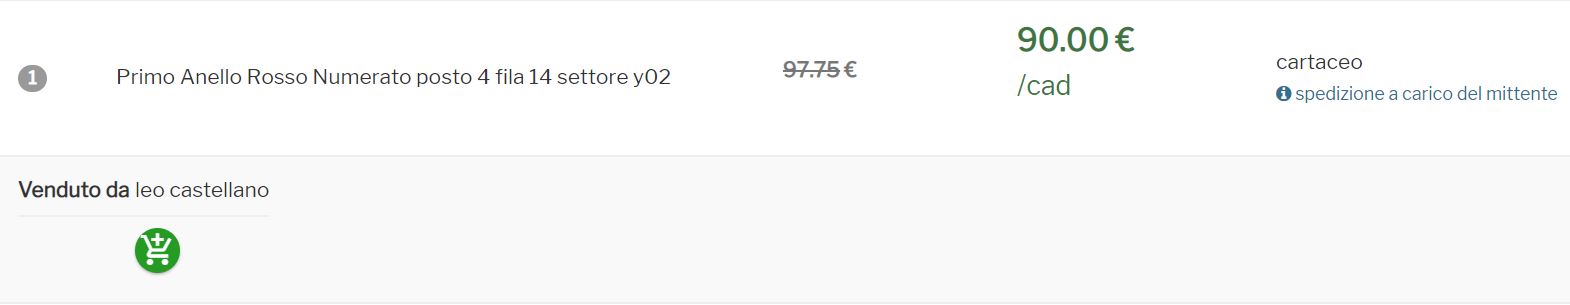 1
Primo Anello Rosso Numerato posto 4 fila 14 settore y02
97.75 €
90.00 €
/cad
cartaceo
spedizione a carico del mittente
Venduto da leo castellano